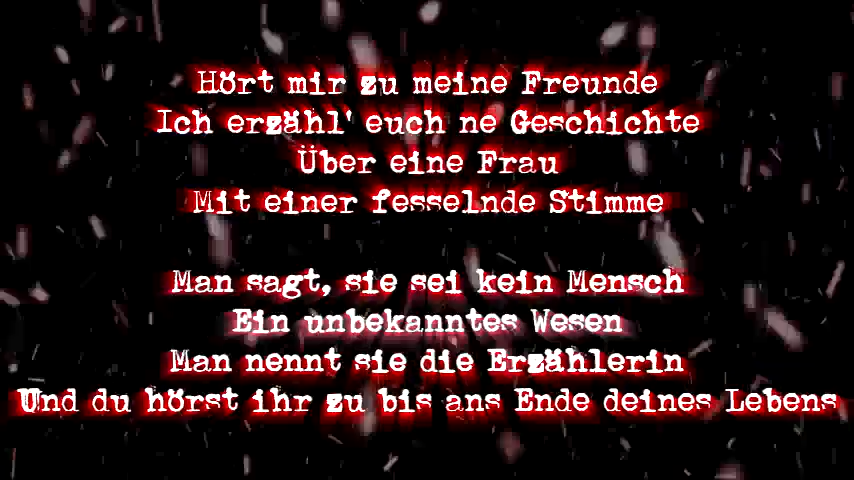 Hört mir zu meine Freunde
Ich erzähl' euch ne Geschichte
Über eine Frau
Mit einer fesselnde Stimme
Man sagt, sie sei kein Mensch
Ein unbekanntes Wesen
Man nennt sie die Erzählerin
Und du hörst ihr zu bis ans Ende deines Lebens